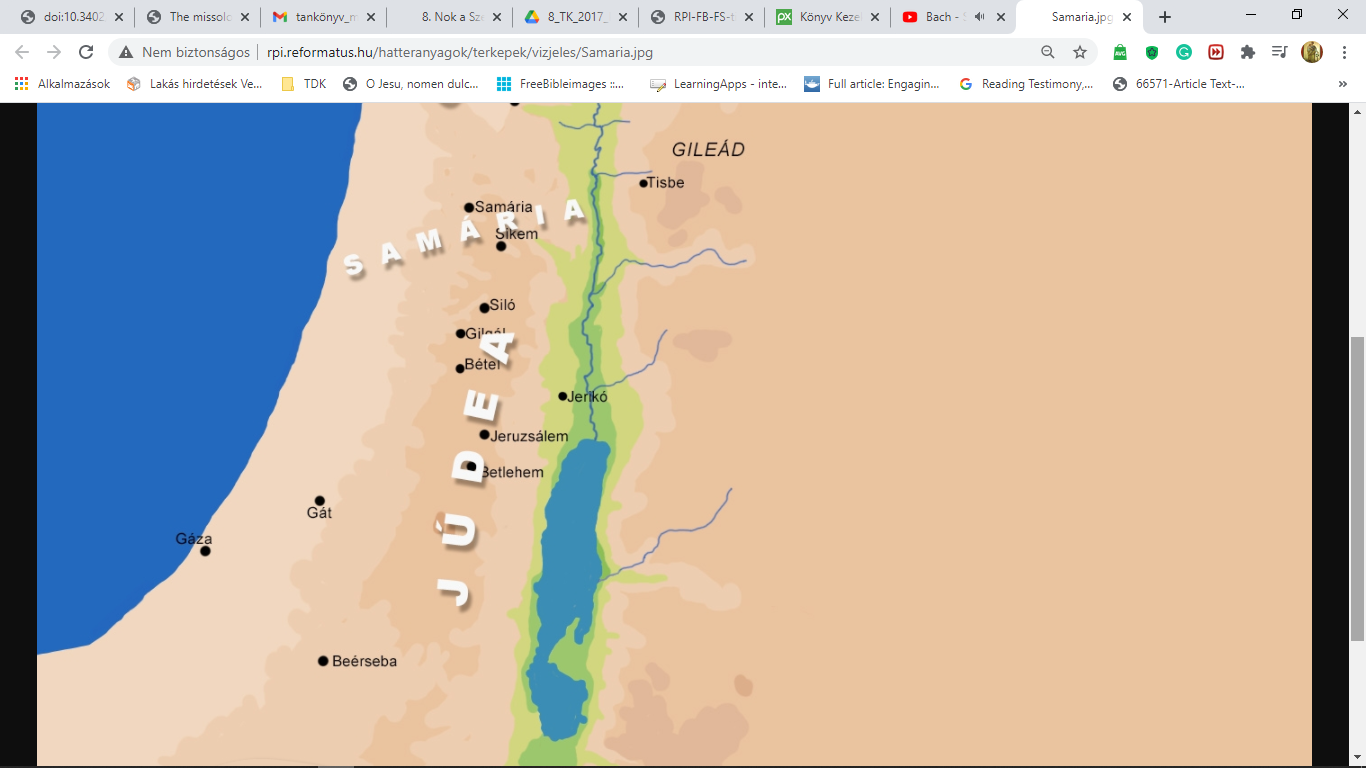 doi:10.3402
The missolo
tankönyv_m
8. Nok a Sze
8_TK_2017_
RPI-FB-FS-t
Könyv Keze
Bach - S
Samaria.jpg
Nem biztonságos
rpi.reformatus.hu/hatteranyagok/terkepek/vizjeles/Samaria.jpg
Alkalmazások
Lakás hirdetések Ve...
TDK
O Jesu, nomen dulc...
FreeBibleimages ::...
LearningApps - inte...
Full article: Engagin...
Reading Testimony,...
66571-Article Text-...
»
GILEÁD
Tisbe
Samária
SAMÁRIA
Sikem
Siló
Gilgál
Bétel
Jerikó
JÚDEA
Jeruzsálem
Betlehem
Gát
Gáza
Beérseba